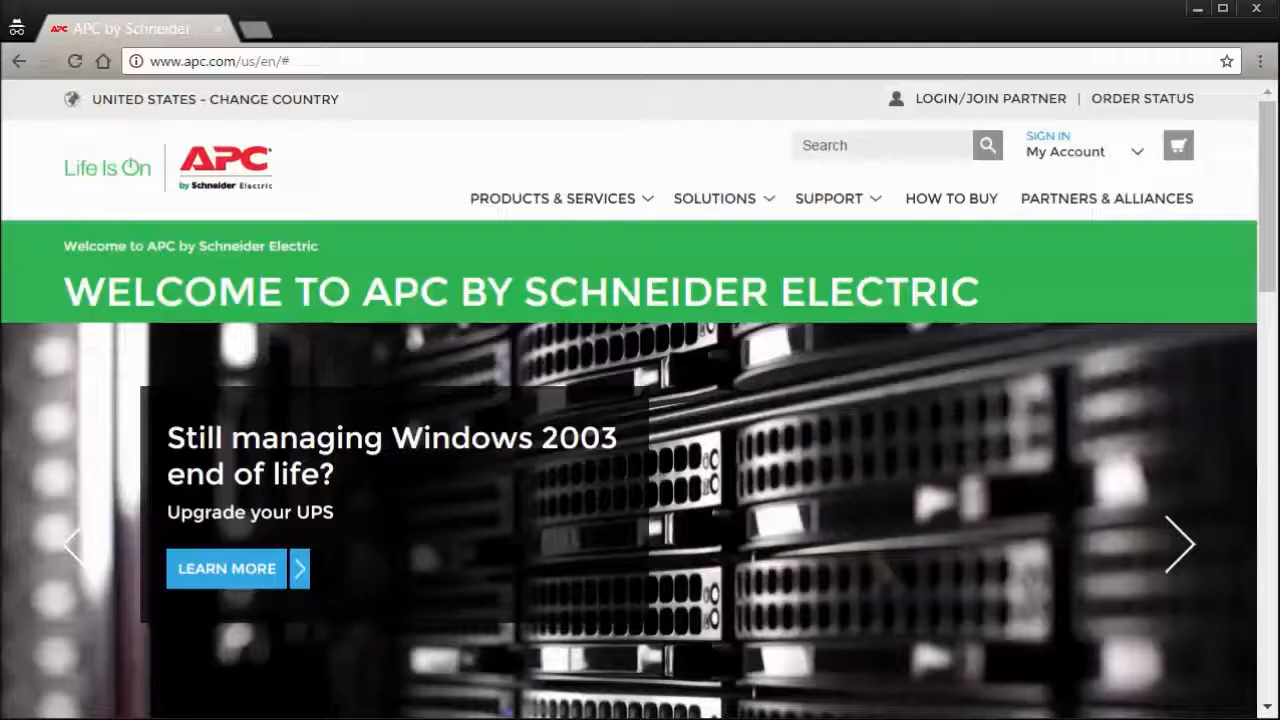 APC APC by Schneider
www.apc.com/us/en/#
UNITED STATES - CHANGE COUNTRY
LOGIN/JOIN PARTNER | ORDER STATUS
Life Is On
APC
by Schneider Electric
Search
SIGN IN
My Account
PRODUCTS & SERVICES
SOLUTIONS
SUPPORT
HOW TO BUY
PARTNERS & ALLIANCES
Welcome to APC by Schneider Electric
WELCOME TO APC BY SCHNEIDER ELECTRIC
Still managing Windows 2003
end of life?
Upgrade your UPS
LEARN MORE